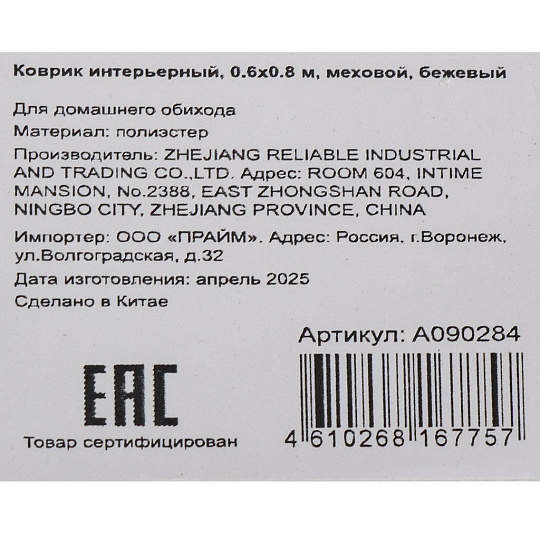 Коврик интерьерный, 0.6х0.8 м, меховой, бежевый
Для домашнего обихода
Материал: полиэстер
Производитель: ZHEJIANG RELIABLE INDUSTRIAL
AND TRADING CO.,LTD. Адрес: ROOM 604, INTIME
MANSION, No.2388, EAST ZHONGSHAN ROAD,
NINGBO CITY, ZHEJIANG PROVINCE, CHINA
Импортер: ООО «ПРАЙМ». Адрес: Россия, г.Воронеж,
ул.Волгоградская, д.32
Дата изготовления: апрель 2025
Сделано в Китае
Артикул: A090284
EAC
Товар сертифицирован
4 610268 167757